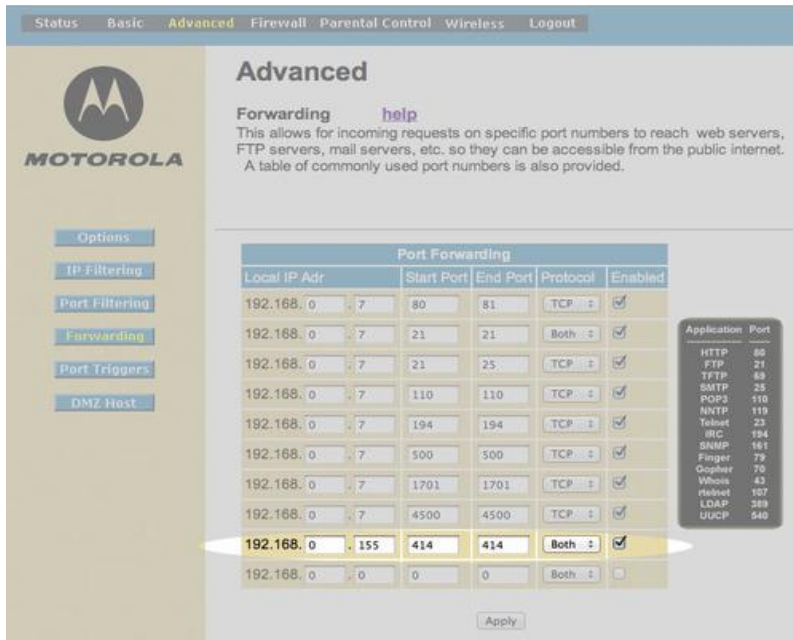 Status Basic Advanced Firewall Parental Control Wireless Logout
MOTOROLA
Options
IP Filtering
Port Filtering
Forwarding
Port Triggers
DMZ Host
Advanced
Forwarding help
This allows for incoming requests on specific port numbers to reach web servers,
FTP servers, mail servers, etc. so they can be accessible from the public internet.
A table of commonly used port numbers is also provided.
Port Forwarding
Local IP Adr Start Port End Port Protocol Enabled
192.168. 0 . 7 80 81 TCP
192.168. 0 . 7 21 21 Both
192.168. 0 . 7 21 25 TCP
192.168. 0 . 7 110 110 TCP
192.168. 0 . 7 194 194 TCP
192.168. 0 . 7 500 500 TCP
192.168. 0 . 7 1701 1701 TCP
192.168. 0 . 7 4500 4500 TCP
192.168. 0 . 155 414 414 Both
192.168. 0 . 0 0 0 Both
Apply
Application Port
HTTP 80
FTP 21
TFTP 69
SMTP 25
POP3 110
NNTP 119
Telnet 23
IRC 194
SNMP 161
Finger 79
Gopher 70
Whois 43
rtelnet 107
LDAP 389
UUCP 540